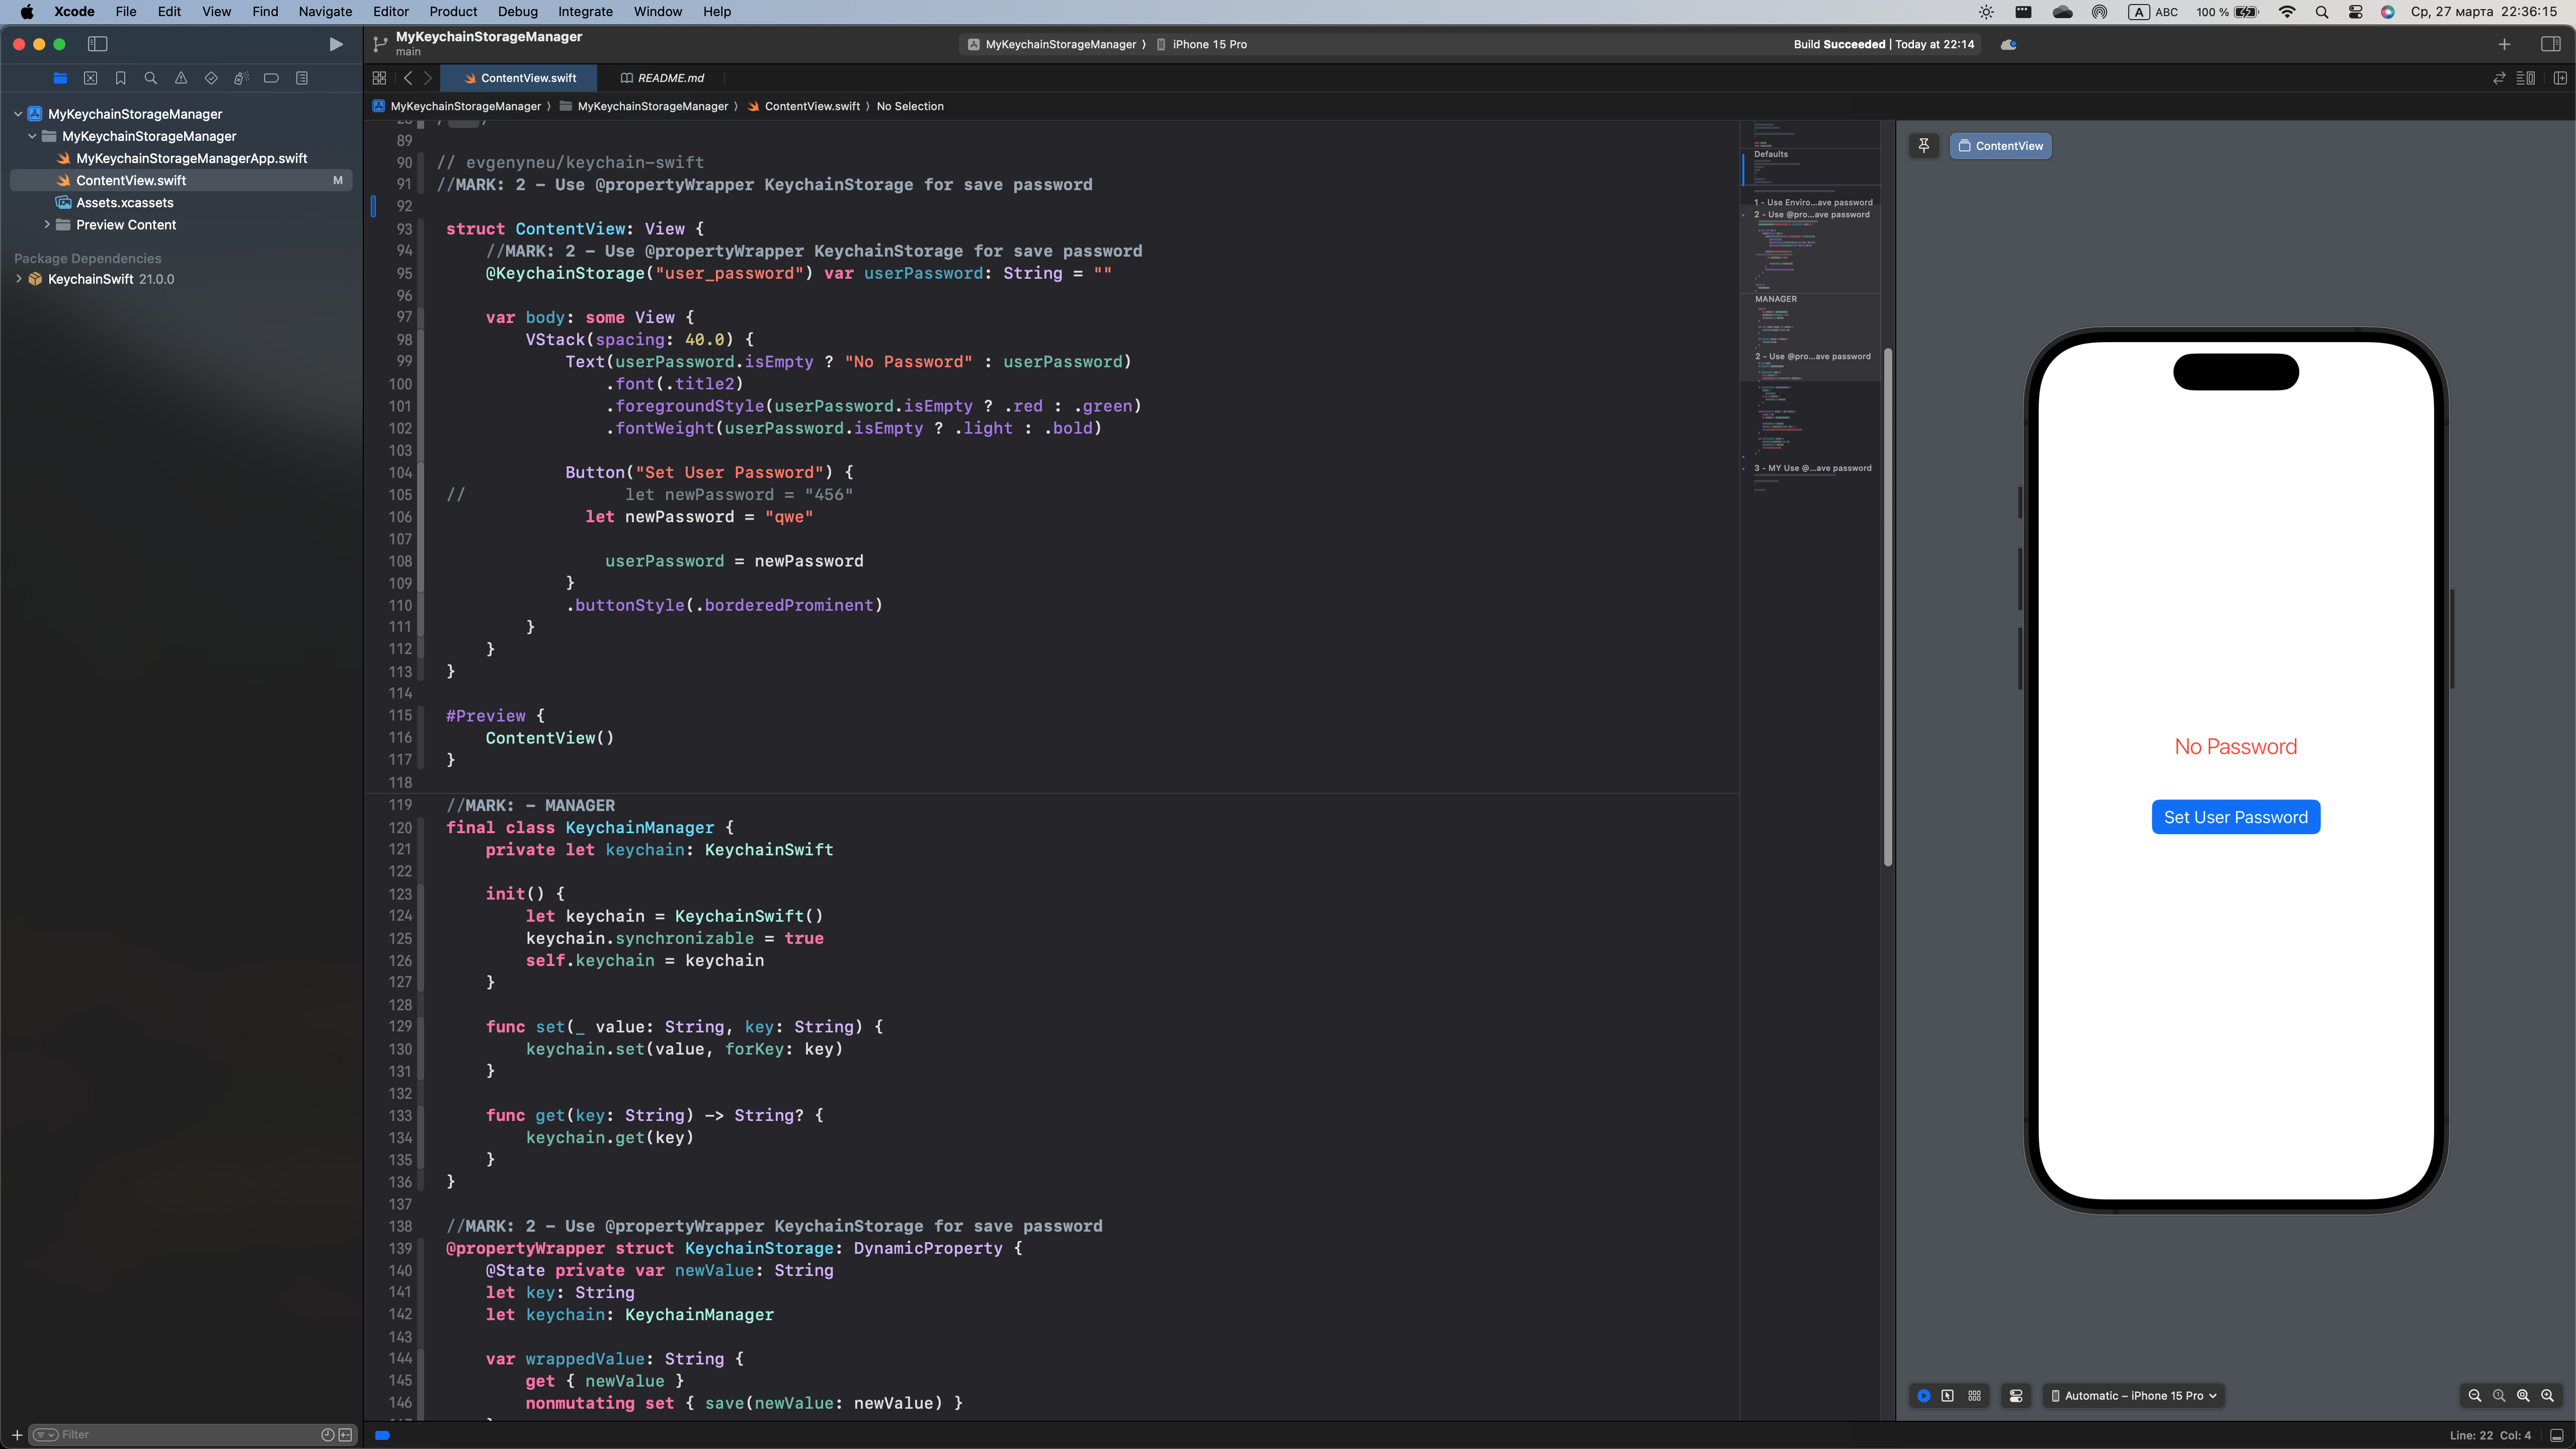 Xcode File Edit View Find Navigate Editor Product Debug Integrate Window Help
A ABC 100 % Ср, 27 марта 22:36:15
MyKeychainStorageManager
main
MyKeychainStorageManager 〉 iPhone 15 Pro
Build Succeeded | Today at 22:14
ContentView.swift
README.md
MyKeychainStorageManager 〉 MyKeychainStorageManager 〉 ContentView.swift 〉 No Selection
MyKeychainStorageManager
MyKeychainStorageManager
MyKeychainStorageManagerApp.swift
ContentView.swift M
Assets.xcassets
Preview Content
Package Dependencies
KeychainSwift 21.0.0
Filter
89
90 // evgenyneu/keychain-swift
91 //MARK: 2 - Use @propertyWrapper KeychainStorage for save password
92
93 struct ContentView: View {
94 //MARK: 2 - Use @propertyWrapper KeychainStorage for save password
95 @KeychainStorage("user_password") var userPassword: String = ""
96
97 var body: some View {
98 VStack(spacing: 40.0) {
99 Text(userPassword.isEmpty ? "No Password" : userPassword)
100 .font(.title2)
101 .foregroundStyle(userPassword.isEmpty ? .red : .green)
102 .fontWeight(userPassword.isEmpty ? .light : .bold)
103
104 Button("Set User Password") {
105 // let newPassword = "456"
106 let newPassword = "qwe"
107
108 userPassword = newPassword
109 }
110 .buttonStyle(.borderedProminent)
111 }
112 }
113 }
114
115 #Preview {
116 ContentView()
117 }
118
119 //MARK: - MANAGER
120 final class KeychainManager {
121 private let keychain: KeychainSwift
122
123 init() {
124 let keychain = KeychainSwift()
125 keychain.synchronizable = true
126 self.keychain = keychain
127 }
128
129 func set(_ value: String, key: String) {
130 keychain.set(value, forKey: key)
131 }
132
133 func get(key: String) -> String? {
134 keychain.get(key)
135 }
136 }
137
138 //MARK: 2 - Use @propertyWrapper KeychainStorage for save password
139 @propertyWrapper struct KeychainStorage: DynamicProperty {
140 @State private var newValue: String
141 let key: String
142 let keychain: KeychainManager
143
144 var wrappedValue: String {
145 get { newValue }
146 nonmutating set { save(newValue: newValue) }
Defaults
1 - Use Enviro...ave password
2 - Use @pro...ave password
MANAGER
2 - Use @pro...ave password
3 - MY Use @...ave password
ContentView
No Password
Set User Password
Automatic – iPhone 15 Pro
Line: 22 Col: 4